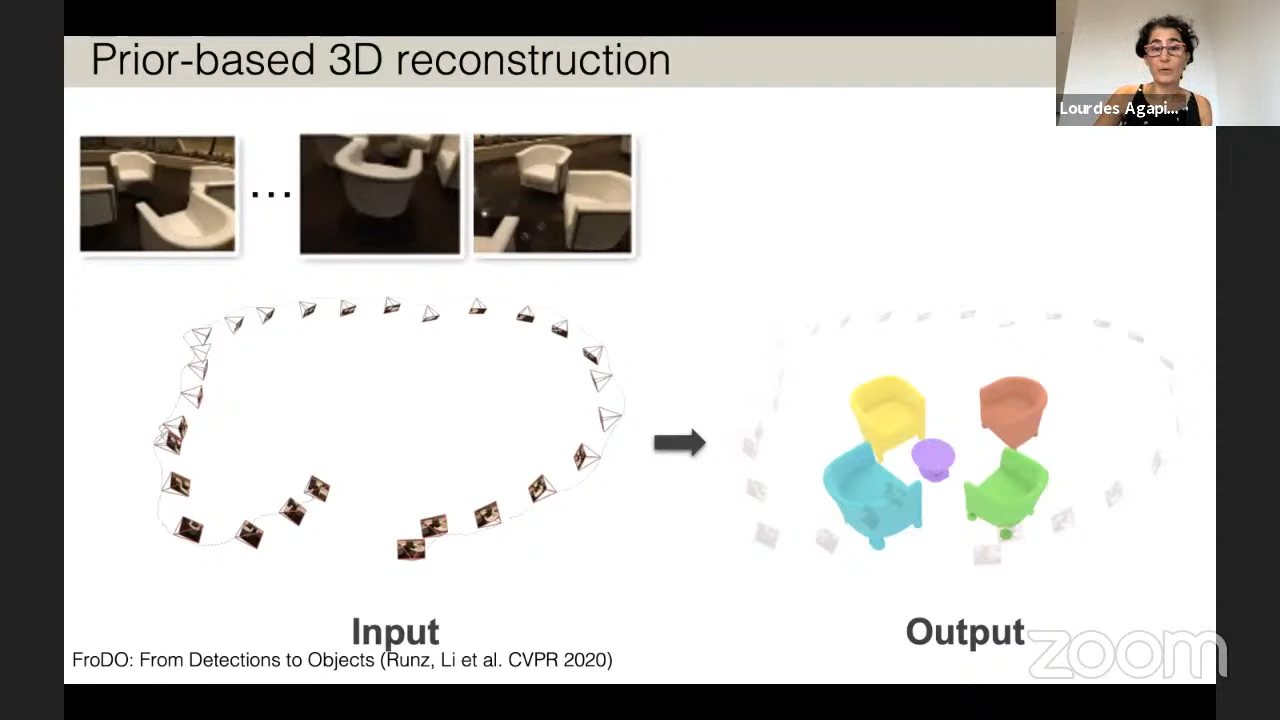 Prior-based 3D reconstruction
Lourdes Agapi...
...
Input
Output
FroDO: From Detections to Objects (Runz, Li et al. CVPR 2020)
zoom